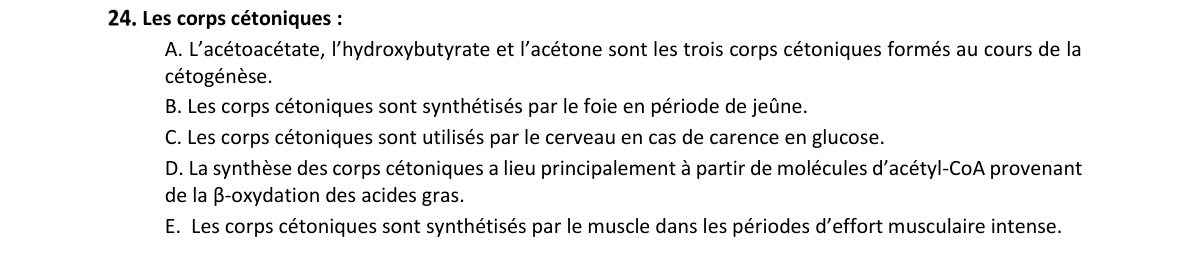 24. Les corps cétoniques :
A. L’acétoacétate, l’hydroxybutyrate et l’acétone sont les trois corps cétoniques formés au cours de la
cétogénèse.
B. Les corps cétoniques sont synthétisés par le foie en période de jeûne.
C. Les corps cétoniques sont utilisés par le cerveau en cas de carence en glucose.
D. La synthèse des corps cétoniques a lieu principalement à partir de molécules d’acétyl-CoA provenant
de la β-oxydation des acides gras.
E. Les corps cétoniques sont synthétisés par le muscle dans les périodes d’effort musculaire intense.